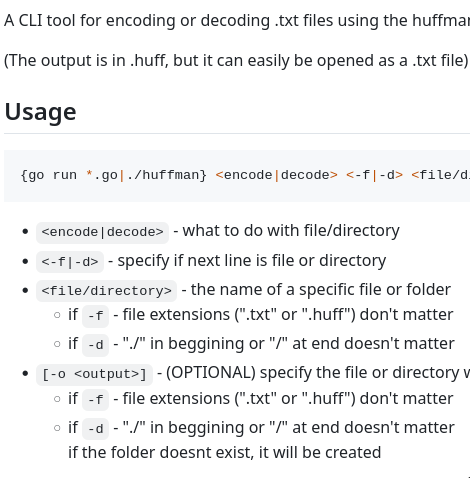 A CLI tool for encoding or decoding .txt files using the huffman
(The output is in .huff, but it can easily be opened as a .txt file)
Usage
{go run *.go|./huffman} <encode|decode> <-f|-d> <file/d
<encode|decode> - what to do with file/directory
<-f|-d> - specify if next line is file or directory
<file/directory> - the name of a specific file or folder
if -f - file extensions (".txt" or ".huff") don't matter
if -d - "./" in beggining or "/" at end doesn't matter
[-o <output>] - (OPTIONAL) specify the file or directory
if -f - file extensions (".txt" or ".huff") don't matter
if -d - "./" in beggining or "/" at end doesn't matter
if the folder doesnt exist, it will be created